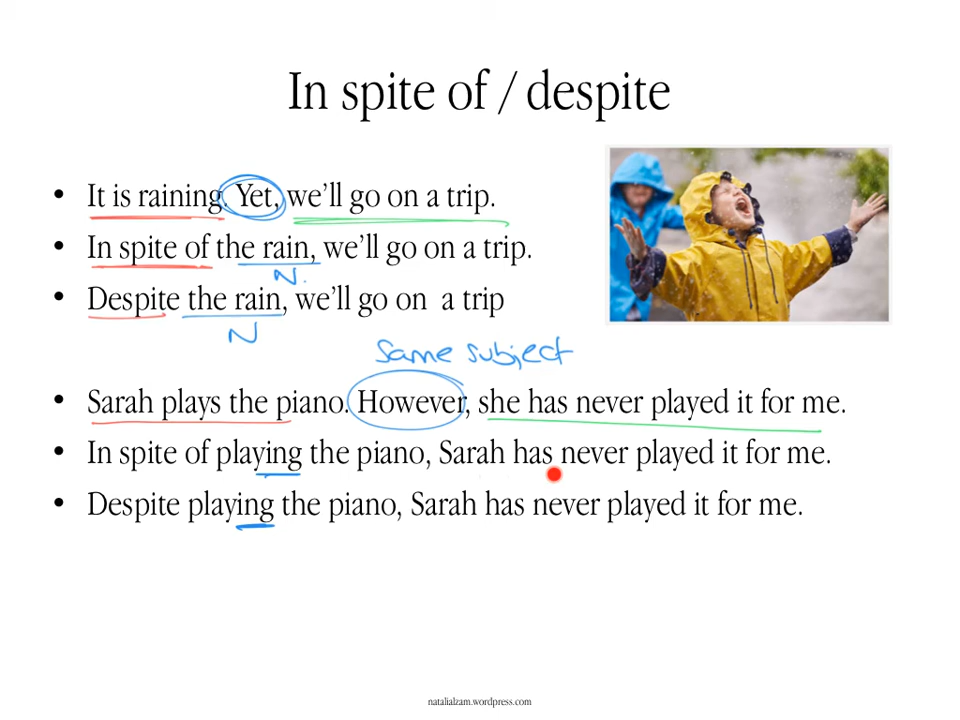 In spite of / despite
• It is raining. Yet, we'll go on a trip.
• In spite of the rain, we'll go on a trip.
N.
• Despite the rain, we'll go on a trip
N
Same subject
• Sarah plays the piano. However, she has never played it for me.
• In spite of playing the piano, Sarah has never played it for me.
• Despite playing the piano, Sarah has never played it for me.
natalialzam.wordpress.com